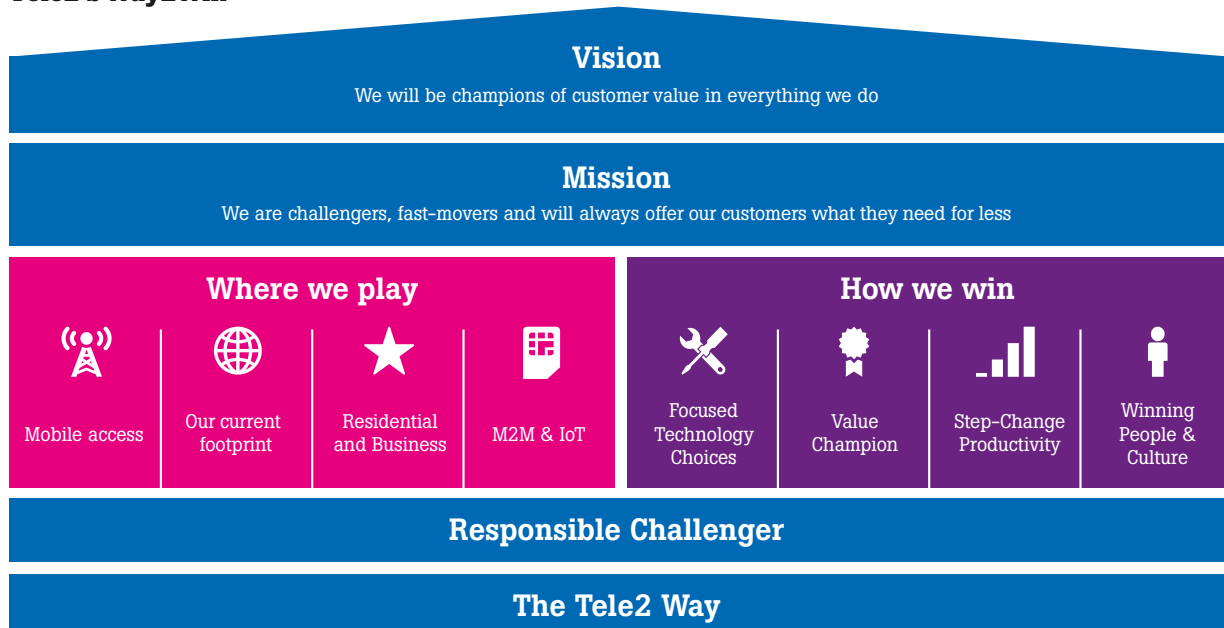 Vision
We will be champions of customer value in everything we do
Mission
We are challengers, fast-movers and will always offer our customers what they need for less
Where we play
Mobile access
Our current
footprint
Residential
and Business
M2M & IoT
How we win
Focused
Technology
Choices
Value
Champion
Step-Change
Productivity
Winning
People &
Culture
Responsible Challenger
The Tele2 Way